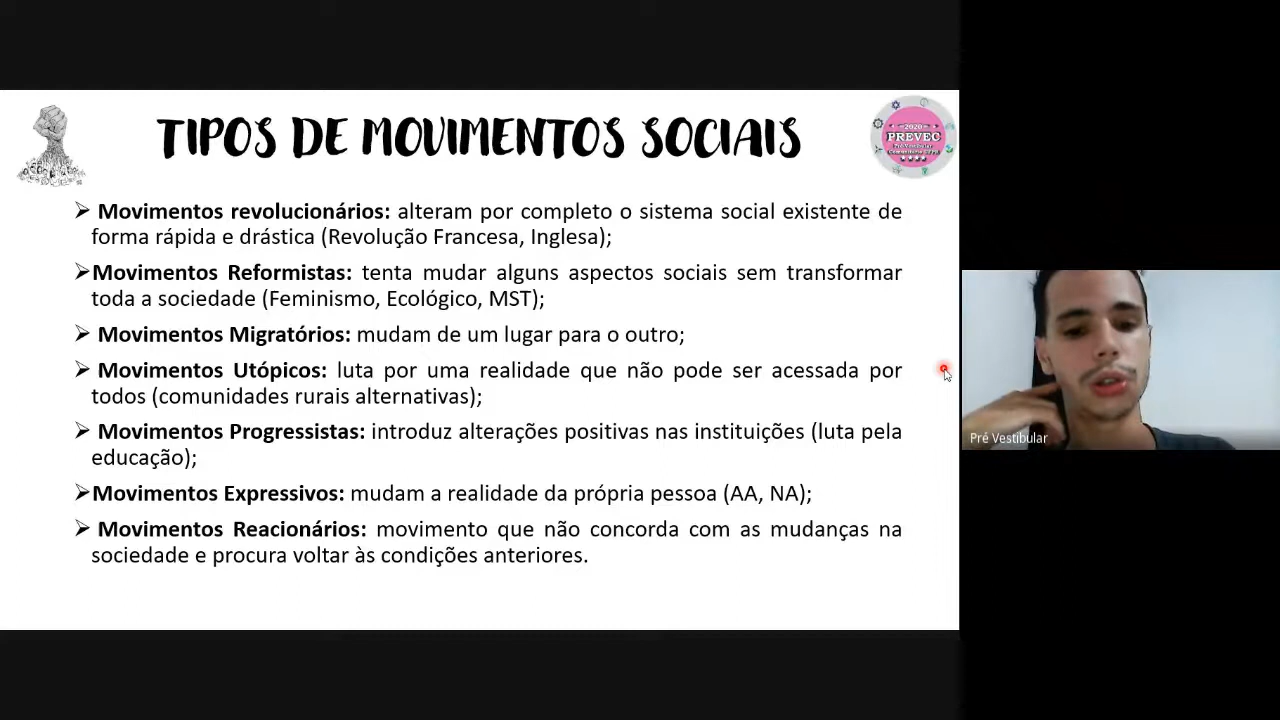 TIPOS DE MOVIMENTOS SOCIAIS
2020
PREVEC
Pré-Vestibular
➢ Movimentos revolucionários: alteram por completo o sistema social existente de
forma rápida e drástica (Revolução Francesa, Inglesa);
➢Movimentos Reformistas: tenta mudar alguns aspectos sociais sem transformar
toda a sociedade (Feminismo, Ecológico, MST);
➢ Movimentos Migratórios: mudam de um lugar para o outro;
➢ Movimentos Utópicos: luta por uma realidade que não pode ser acessada por
todos (comunidades rurais alternativas);
➢ Movimentos Progressistas: introduz alterações positivas nas instituições (luta pela
educação);
➢Movimentos Expressivos: mudam a realidade da própria pessoa (AA, NA);
➢ Movimentos Reacionários: movimento que não concorda com as mudanças na
sociedade e procura voltar às condições anteriores.
Pré Vestibular